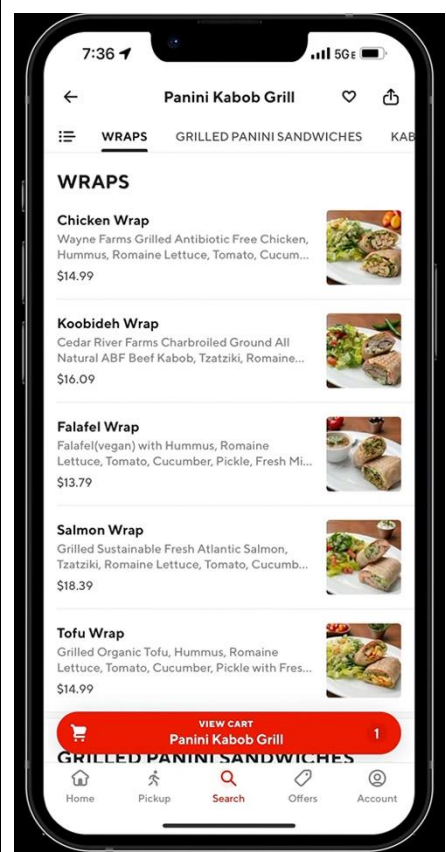 7:36
5GE
Panini Kabob Grill
WRAPS GRILLED PANINI SANDWICHES KAB
WRAPS
Chicken Wrap
Wayne Farms Grilled Antibiotic Free Chicken,
Hummus, Romaine Lettuce, Tomato, Cucum...
$14.99
Koobideh Wrap
Cedar River Farms Charbroiled Ground All
Natural ABF Beef Kabob, Tzatziki, Romaine...
$16.09
Falafel Wrap
Falafel(vegan) with Hummus, Romaine
Lettuce, Tomato, Cucumber, Pickle, Fresh Mi...
$13.79
Salmon Wrap
Grilled Sustainable Fresh Atlantic Salmon,
Tzatziki, Romaine Lettuce, Tomato, Cucumb...
$18.39
Tofu Wrap
Grilled Organic Tofu, Hummus, Romaine
Lettuce, Tomato, Cucumber, Pickle with Fres...
$14.99
VIEW CART
Panini Kabob Grill 1
GRILLED PANINI SANDWICHES
Home Pickup Search Offers Account